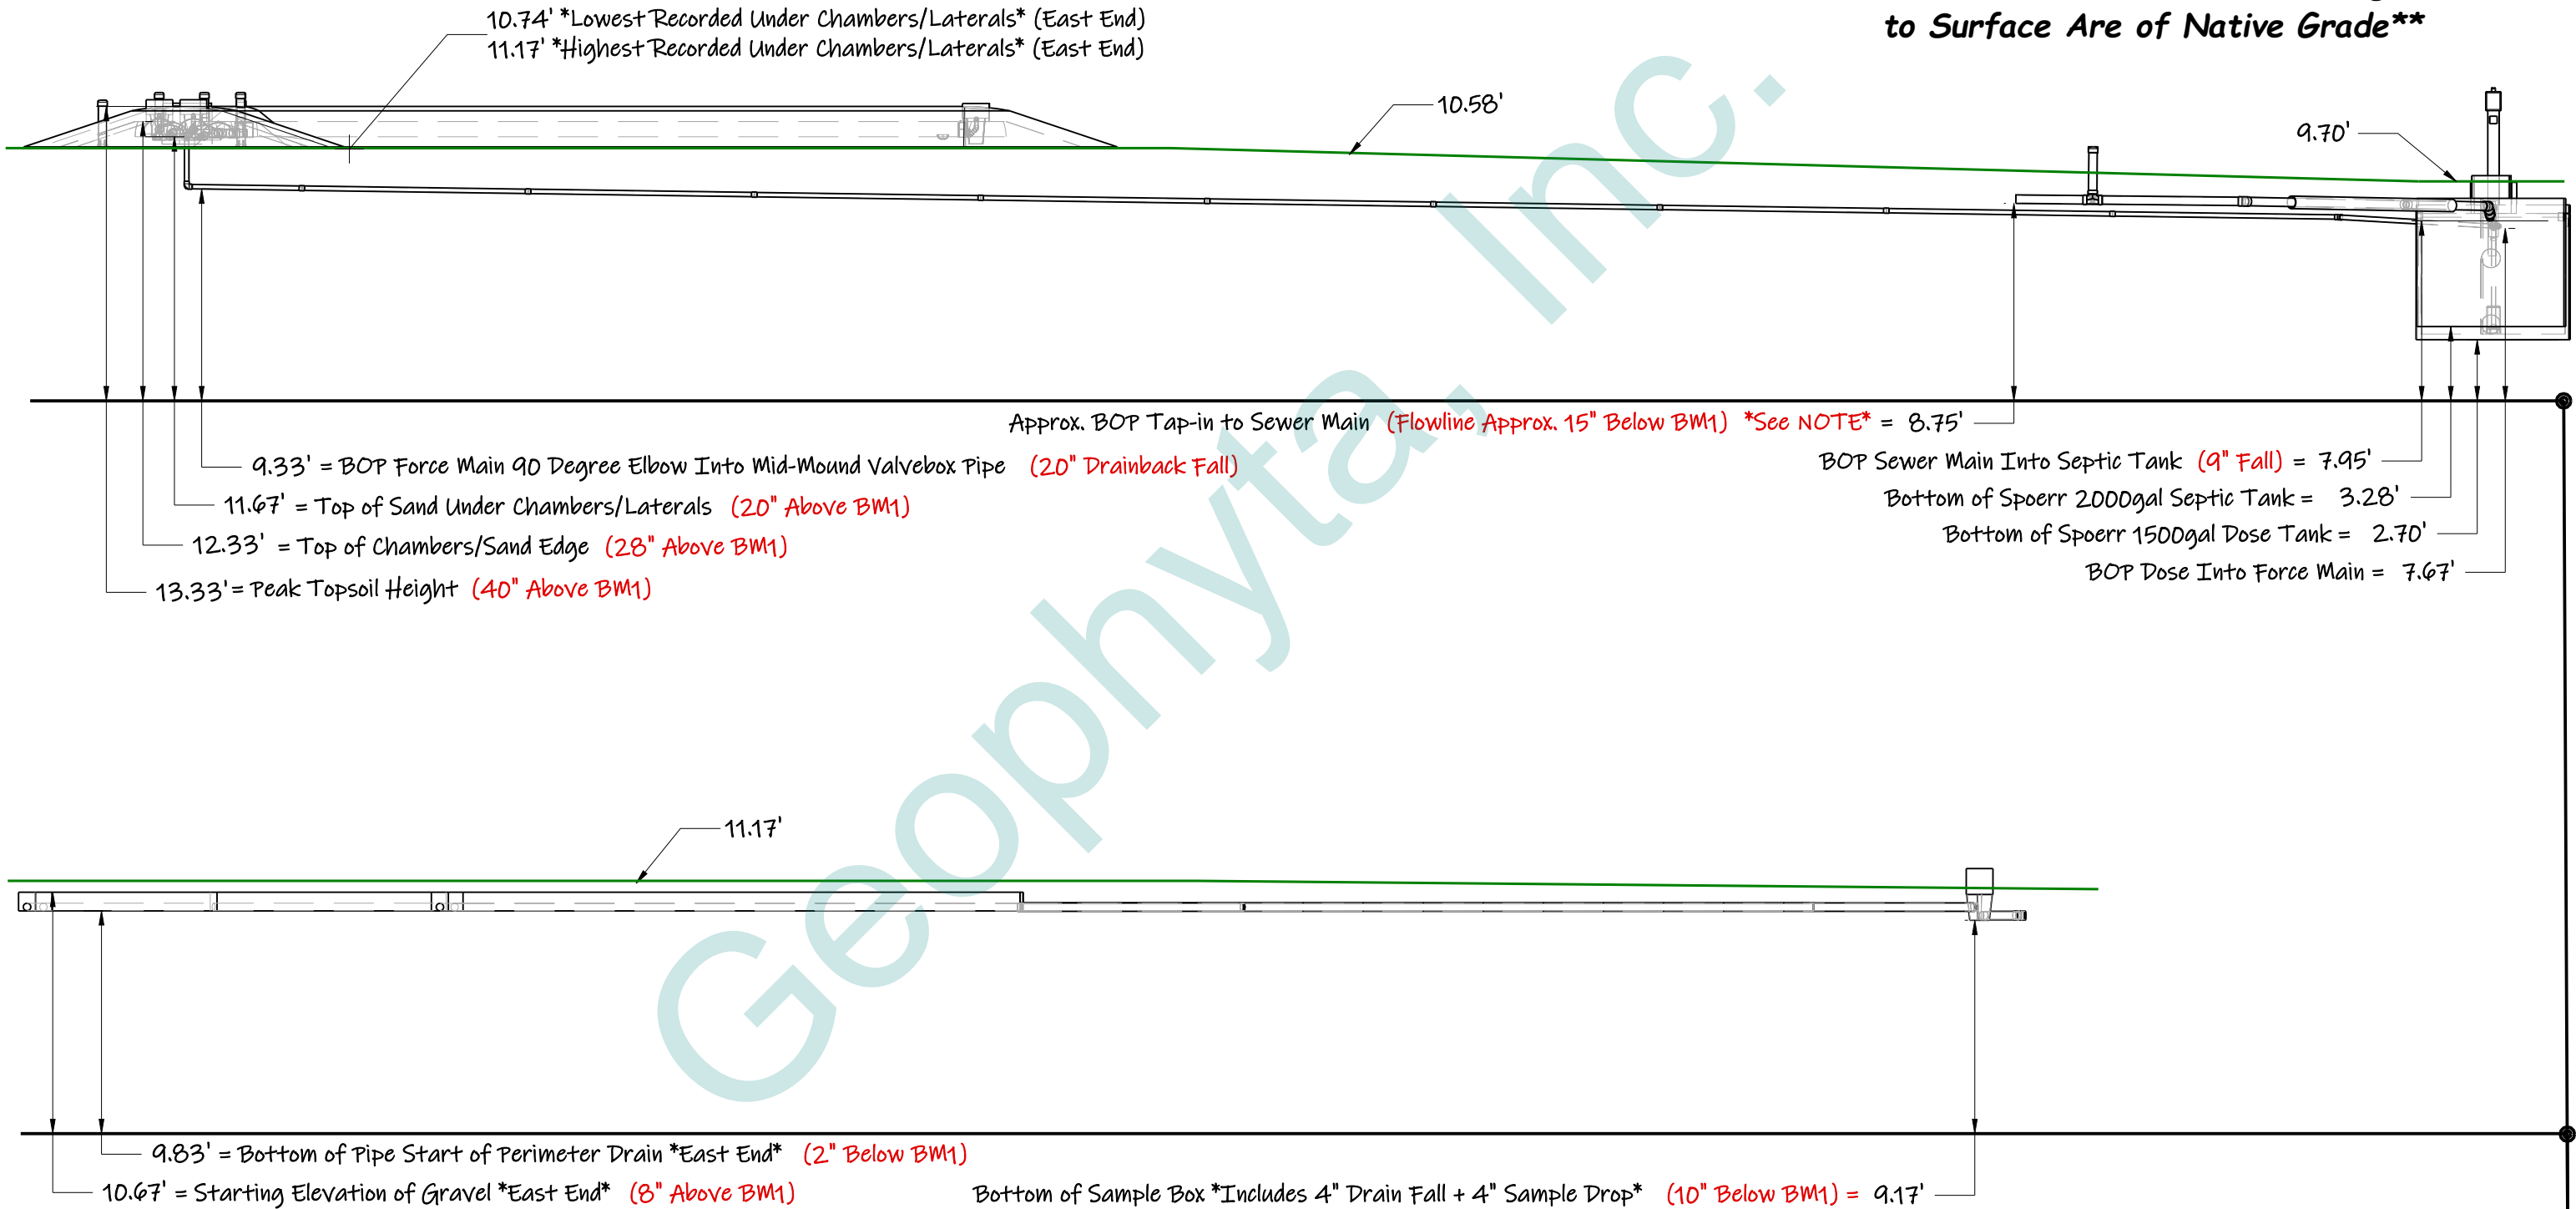 to Surface Are of Native Grade**
10.74' *Lowest Recorded Under Chambers/Laterals* (East End)
11.17' *Highest Recorded Under Chambers/Laterals* (East End)
10.58'
9.70'
Approx. BOP Tap-in to Sewer Main (Flowline Approx. 15" Below BM1) *See NOTE* = 8.75'
9.33' = BOP Force Main 90 Degree Elbow Into Mid-Mound Valvebox Pipe (20" Drainback Fall)
11.67' = Top of Sand Under Chambers/Laterals (20" Above BM1)
12.33' = Top of Chambers/Sand Edge (28" Above BM1)
13.33' = Peak Topsoil Height (40" Above BM1)
BOP Sewer Main Into Septic Tank (9" Fall) = 7.95'
Bottom of Spoerr 2000gal Septic Tank = 3.28'
Bottom of Spoerr 1500gal Dose Tank = 2.70'
BOP Dose Into Force Main = 7.67'
Geophyta, Inc.
11.17'
9.83' = Bottom of Pipe Start of Perimeter Drain *East End* (2" Below BM1)
10.67' = Starting Elevation of Gravel *East End* (8" Above BM1)
Bottom of Sample Box *Includes 4" Drain Fall + 4" Sample Drop* (10" Below BM1) = 9.17'